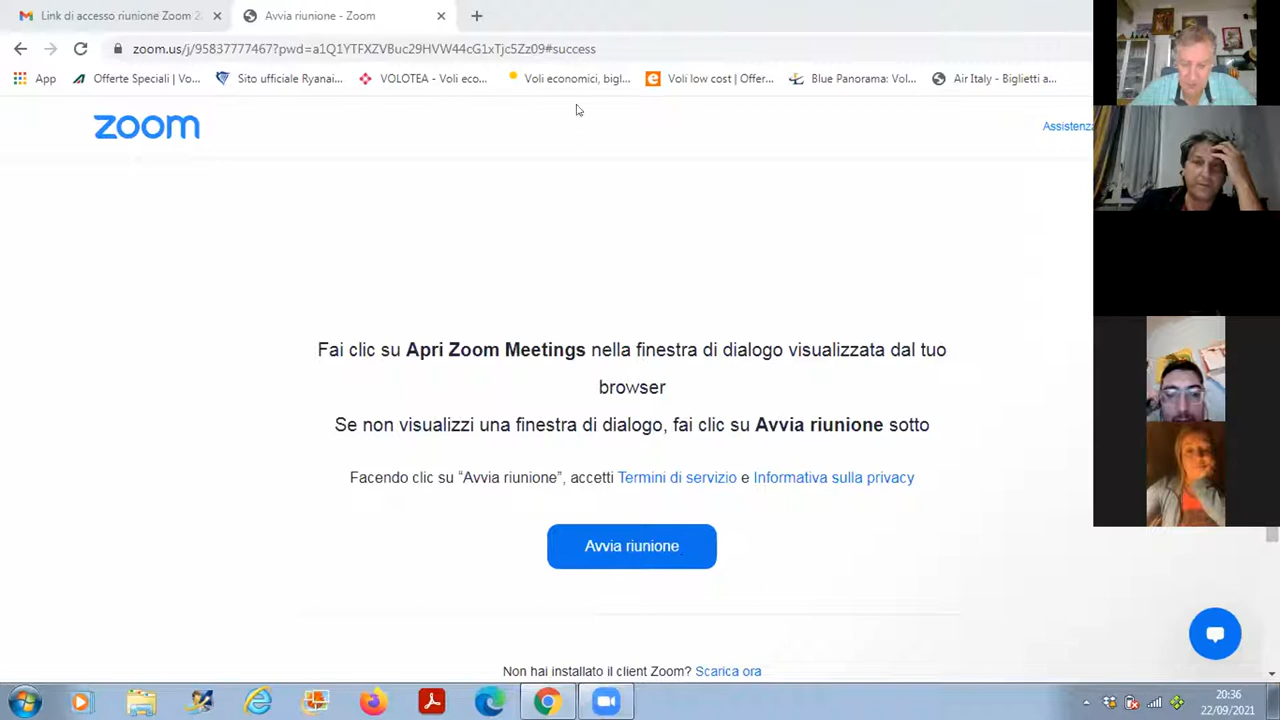 Link di accesso riunione Zoom 2
Avvia riunione - Zoom
zoom.us/j/95837777467?pwd=a1Q1YTFXZVBuc29HVW44cG1xTjc5Zz09#success
App
Offerte Speciali | Vo...
Sito ufficiale Ryanai...
VOLOTEA - Voli eco...
Voli economici, bigl...
Voli low cost | Offer...
Blue Panorama: Vol...
Air Italy - Biglietti a...
zoom
Assistenza
Fai clic su Apri Zoom Meetings nella finestra di dialogo visualizzata dal tuo
browser
Se non visualizzi una finestra di dialogo, fai clic su Avvia riunione sotto
Facendo clic su “Avvia riunione”, accetti Termini di servizio e Informativa sulla privacy
Avvia riunione
Non hai installato il client Zoom? Scarica ora
20:36
22/09/2021